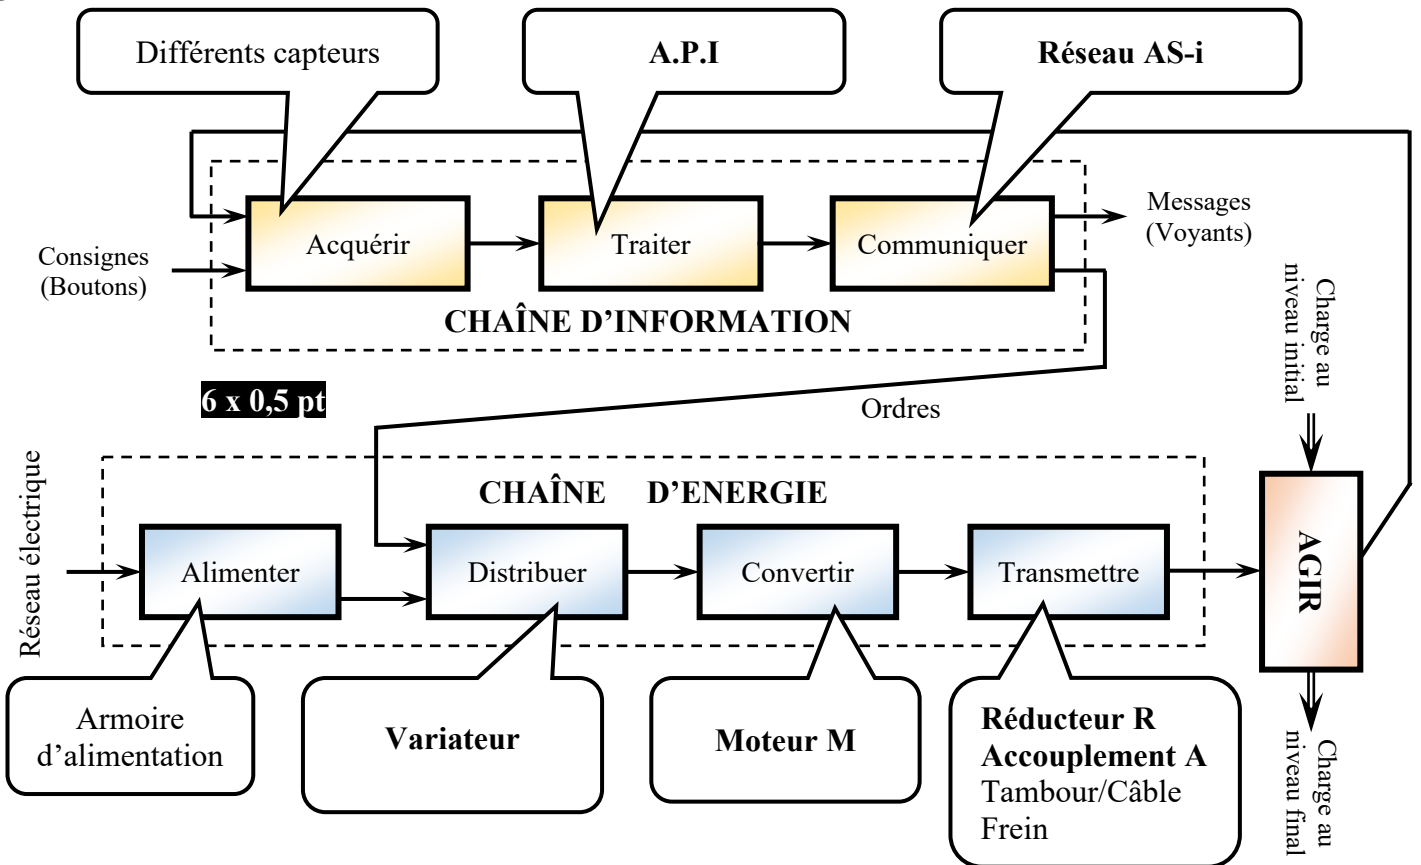 Différents capteurs
A.P.I
Réseau AS-i
Acquérir
Traiter
Communiquer
Messages
(Voyants)
Consignes
(Boutons)
CHAÎNE D’INFORMATION
Charge au
niveau initial
6 x 0,5 pt
Ordres
Réseau électrique
CHAÎNE D’ENERGIE
Alimenter
Distribuer
Convertir
Transmettre
AGIR
Armoire
d’alimentation
Variateur
Moteur M
Réducteur R
Accouplement A
Tambour/Câble
Frein
Charge au
niveau final